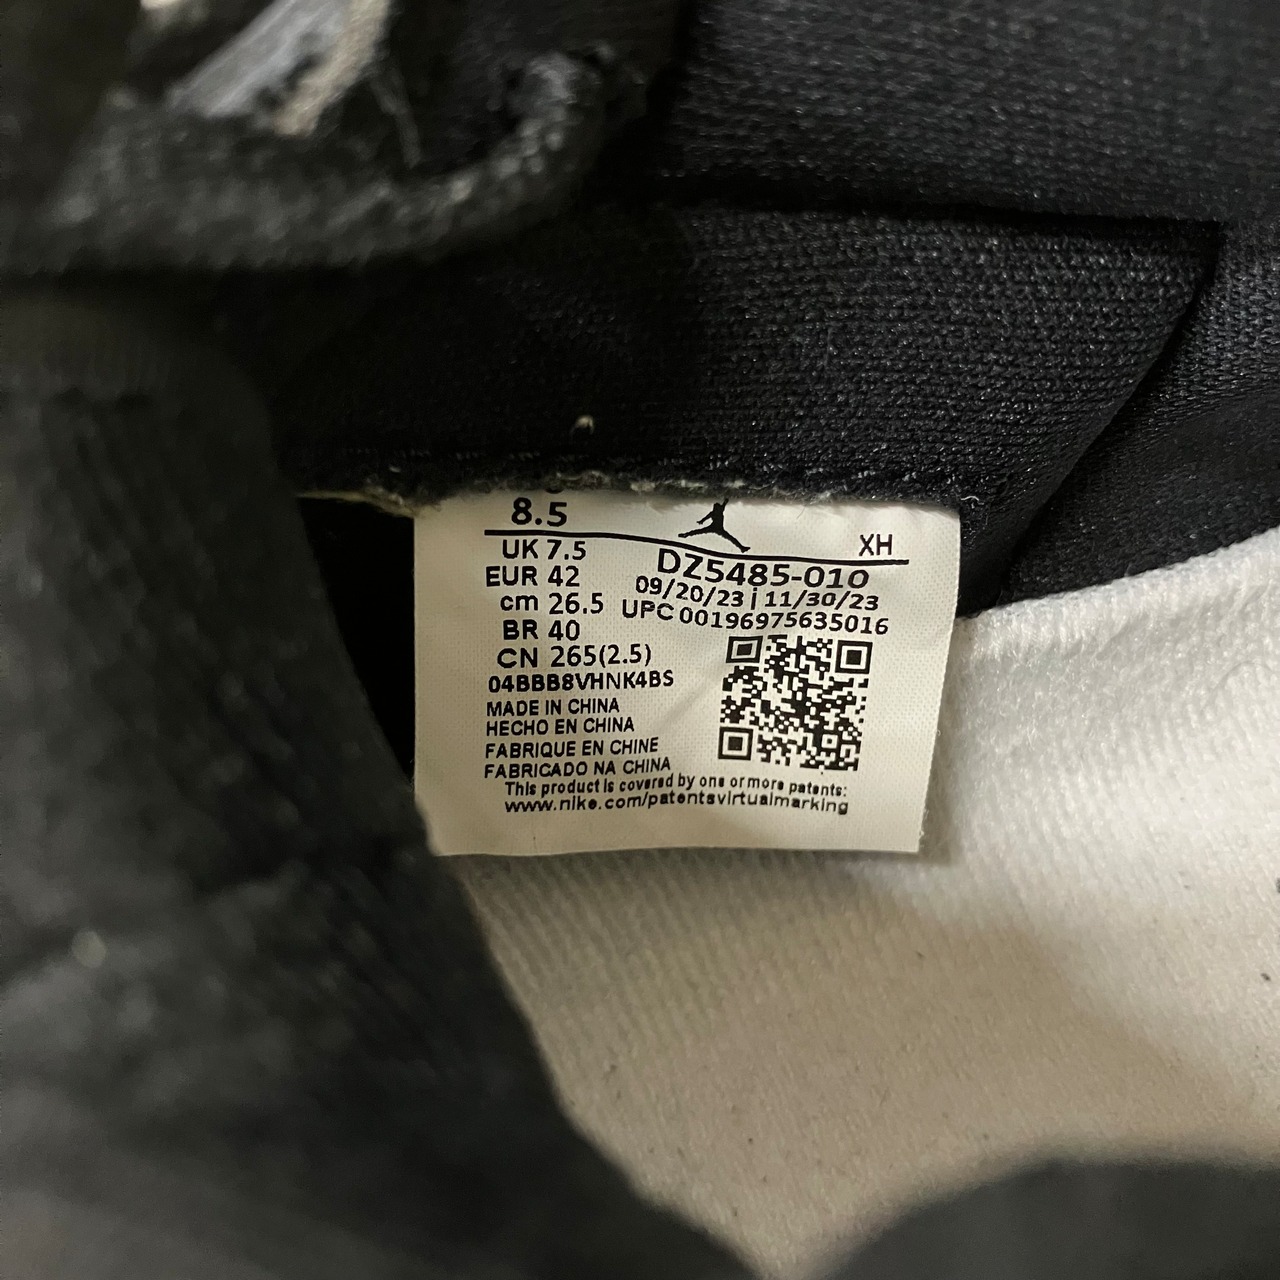 8.5
XH
UK 7.5
DZ5485-010
EUR 42
09/20/23 | 11/30/23
cm 26.5
UPC 00196975635016
BR 40
CN 265(2.5)
04BBB8VHNK4BS
MADE IN CHINA
HECHO EN CHINA
FABRIQUE EN CHINE
FABRICADO NA CHINA
This product is covered by one or more patents:
www.nike.com/patentsvirtualmarking